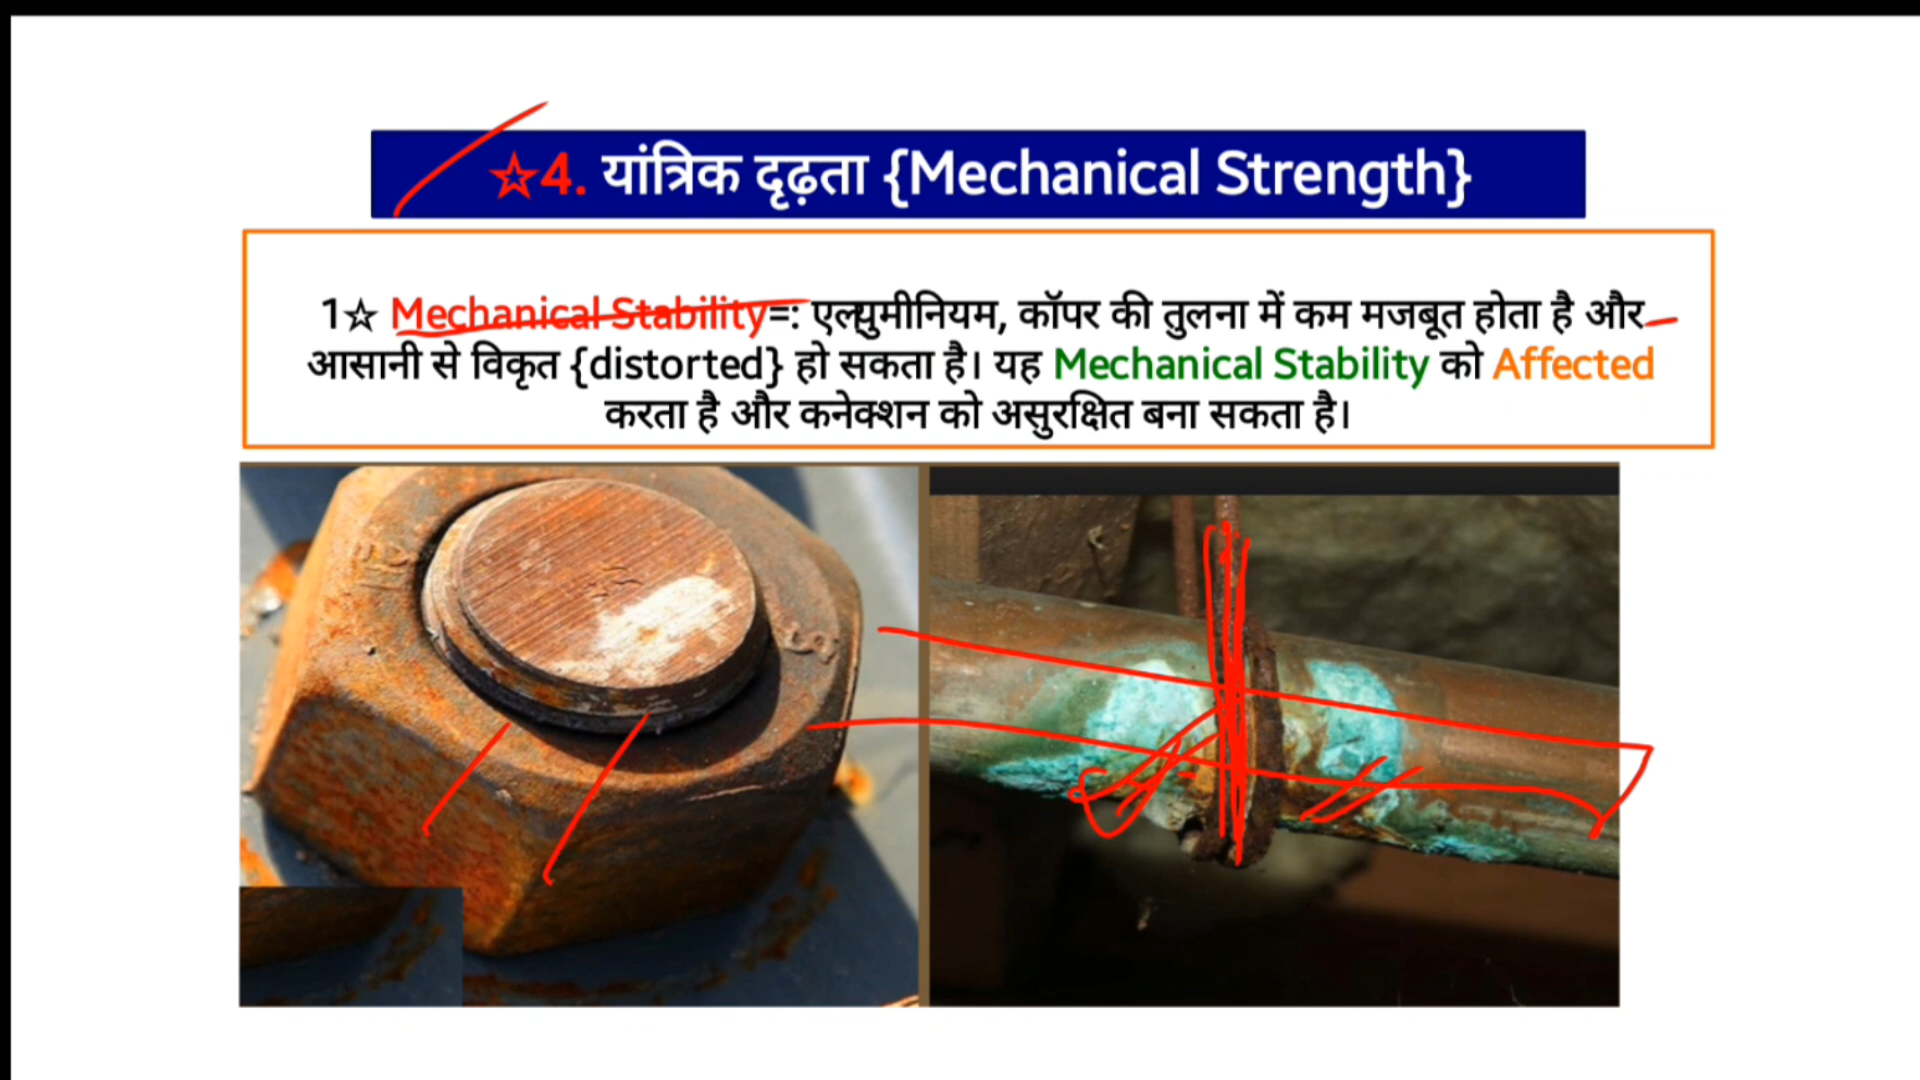 ☆4. यांत्रिक दृढ़ता {Mechanical Strength}
1☆ Mechanical Stability=: एल्युमीनियम, कॉपर की तुलना में कम मजबूत होता है और
आसानी से विकृत {distorted} हो सकता है। यह Mechanical Stability को Affected
करता है और कनेक्शन को असुरक्षित बना सकता है।